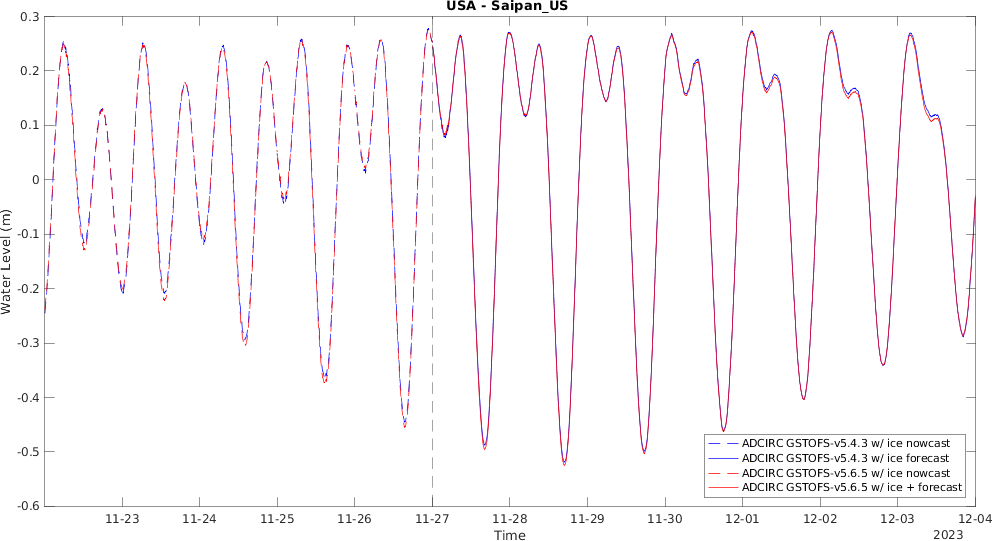 USA - Saipan_US
0.3
0.2
0.1
0
-0.1
-0.2
-0.3
-0.4
-0.5
-0.6
Water Level (m)
11-23 11-24 11-25 11-26 11-27 11-28 11-29 11-30 12-01 12-02 12-03 12-04
2023
Time
ADCIRC GSTOFS-v5.4.3 w/ ice nowcast
ADCIRC GSTOFS-v5.4.3 w/ ice forecast
ADCIRC GSTOFS-v5.6.5 w/ ice nowcast
ADCIRC GSTOFS-v5.6.5 w/ ice + forecast